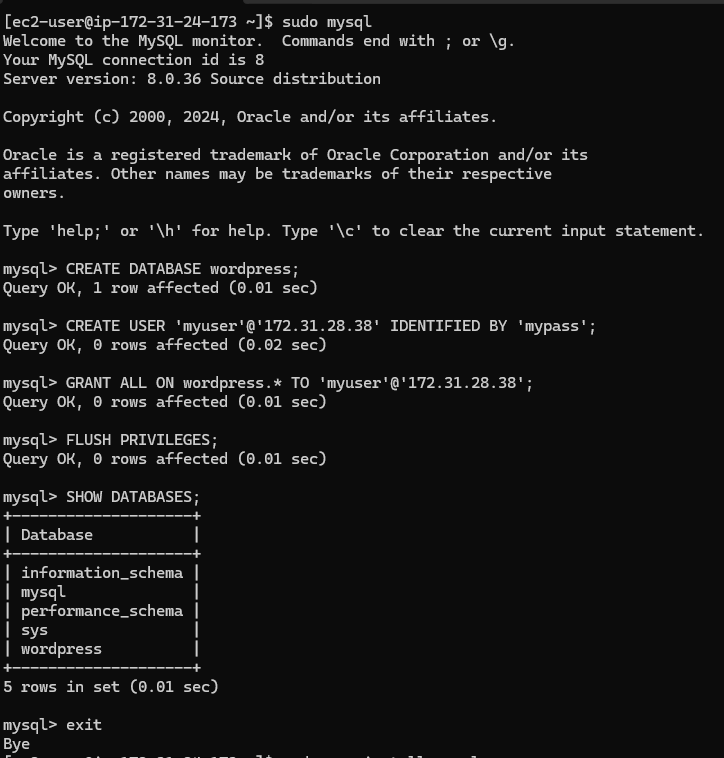 [ec2-user@ip-172-31-24-173 ~]$ sudo mysql
Welcome to the MySQL monitor.  Commands end with ; or \g.
Your MySQL connection id is 8
Server version: 8.0.36 Source distribution

Copyright (c) 2000, 2024, Oracle and/or its affiliates.

Oracle is a registered trademark of Oracle Corporation and/or its
affiliates. Other names may be trademarks of their respective
owners.

Type 'help;' or '\h' for help. Type '\c' to clear the current input statement.

mysql> CREATE DATABASE wordpress;
Query OK, 1 row affected (0.01 sec)

mysql> CREATE USER 'myuser'@'172.31.28.38' IDENTIFIED BY 'mypass';
Query OK, 0 rows affected (0.02 sec)

mysql> GRANT ALL ON wordpress.* TO 'myuser'@'172.31.28.38';
Query OK, 0 rows affected (0.01 sec)

mysql> FLUSH PRIVILEGES;
Query OK, 0 rows affected (0.01 sec)

mysql> SHOW DATABASES;
+--------------------+
| Database           |
+--------------------+
| information_schema |
| mysql              |
| performance_schema |
| sys                |
| wordpress          |
+--------------------+
5 rows in set (0.01 sec)

mysql> exit
Bye